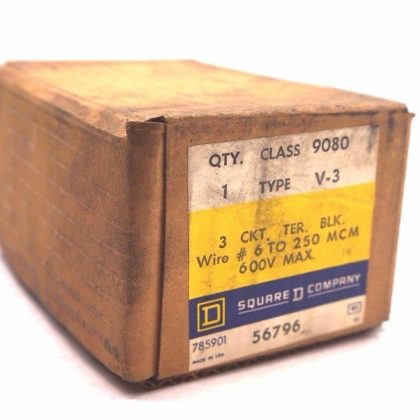 QTY. CLASS 9080
1 TYPE V-3
3 CKT. TER. BLK.
Wire # 6 TO 250 MCM
600V MAX.
D SQUARE D COMPANY
785901 56796
MADE IN USA